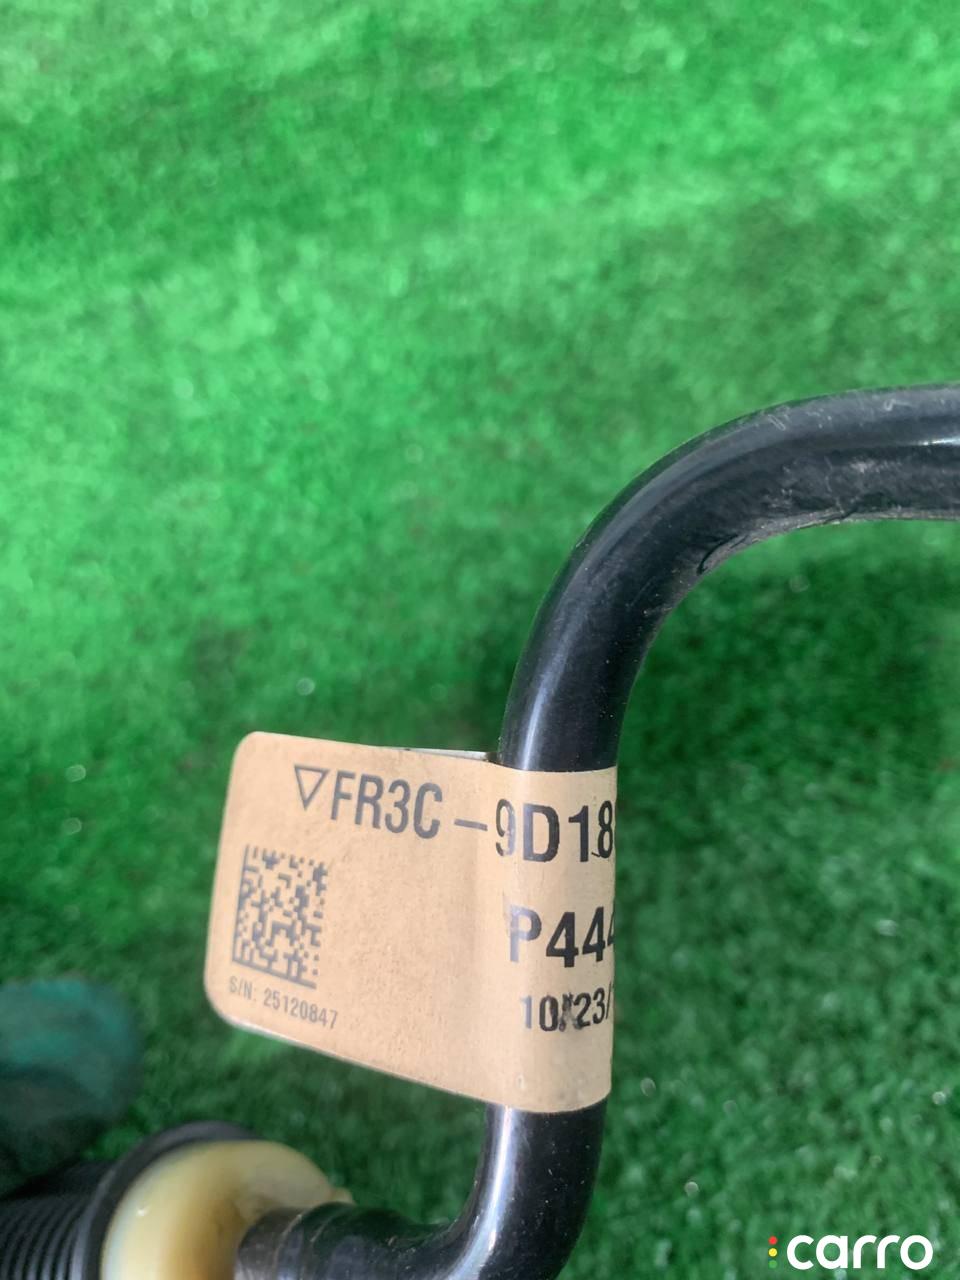 ▽FR3C-9D18
P444
10/23/
S/N: 25120847
carro